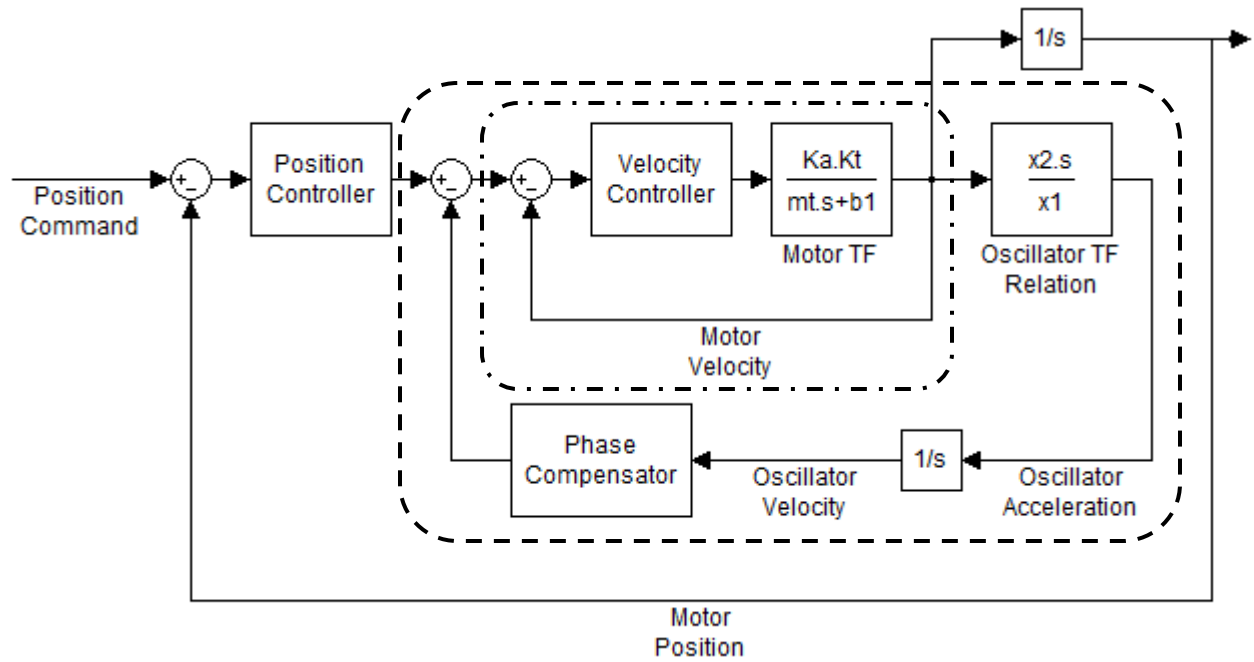 1/s
Position
Command
+
-
Position
Controller
+
-
+
-
Velocity
Controller
Ka.Kt
mt.s+b1
Motor TF
x2.s
x1
Oscillator TF
Relation
Motor
Velocity
Phase
Compensator
Oscillator
Velocity
1/s
Oscillator
Acceleration
Motor
Position